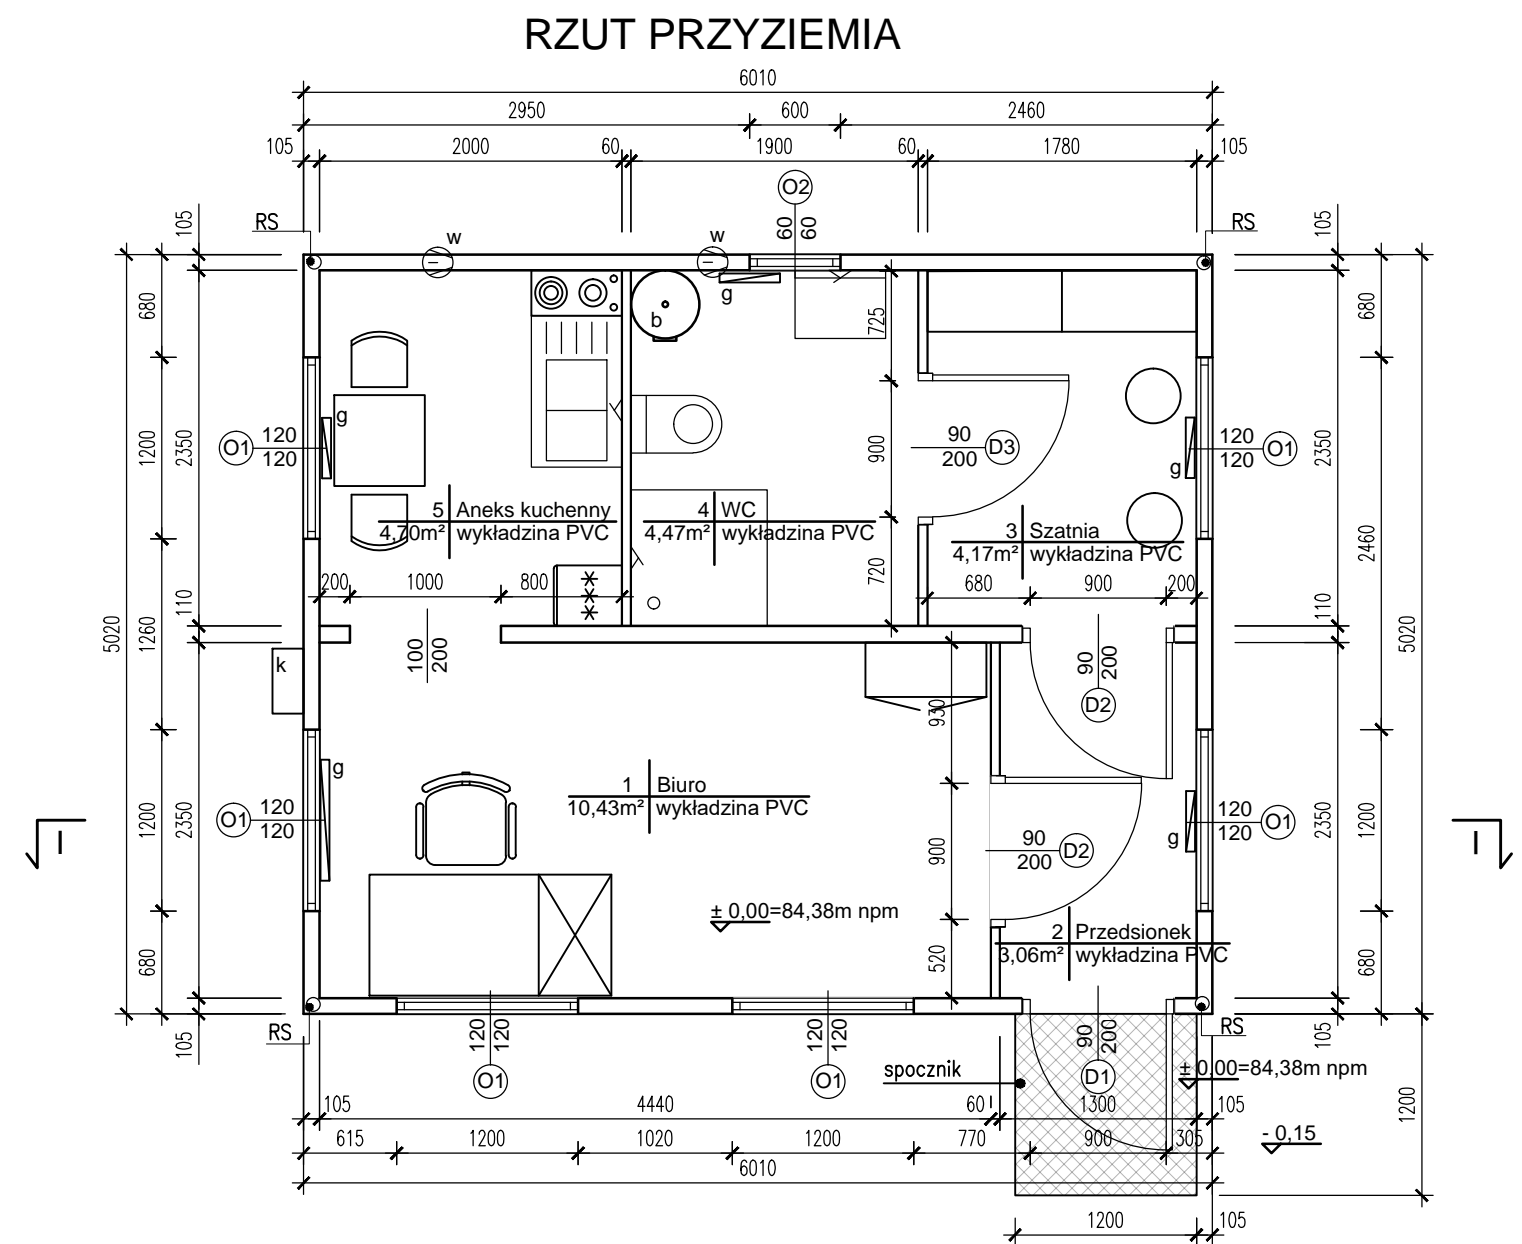 RZUT PRZYZIEMIA
6010
2950 600 2460
105 2000 60 1900 60 1780 105
O2
60
60
RS w w RS
105 105
680 680
g
b
725
g
O1 120
120
90
200 D3
120
120 O1
g
1200 2350 900 2350
5 Aneks kuchenny
4,70m² wykładzina PVC
4 WC
4,47m² wykładzina PVC
3 Szatnia
4,17m² wykładzina PVC
2460
200 1000 800 720 680 900 200
110 110
5020 1260 5020
k
100
200
90
200
D2
930
g
1 Biuro
10,43m² wykładzina PVC
O1 120
120
120
120 O1
g
90
200 D2
1200 2350 900 2350 1200
I I
± 0,00=84,38m npm
2 Przedsionek
3,06m² wykładzina PVC
680 520 680
RS RS
105 105
120
120
O1
120
120
O1
90
200
D1
spocznik
± 0,00=84,38m npm
1200
105 4440 60 1300 105
615 1200 1020 1200 770 900 305
- 0,15
6010
1200 105